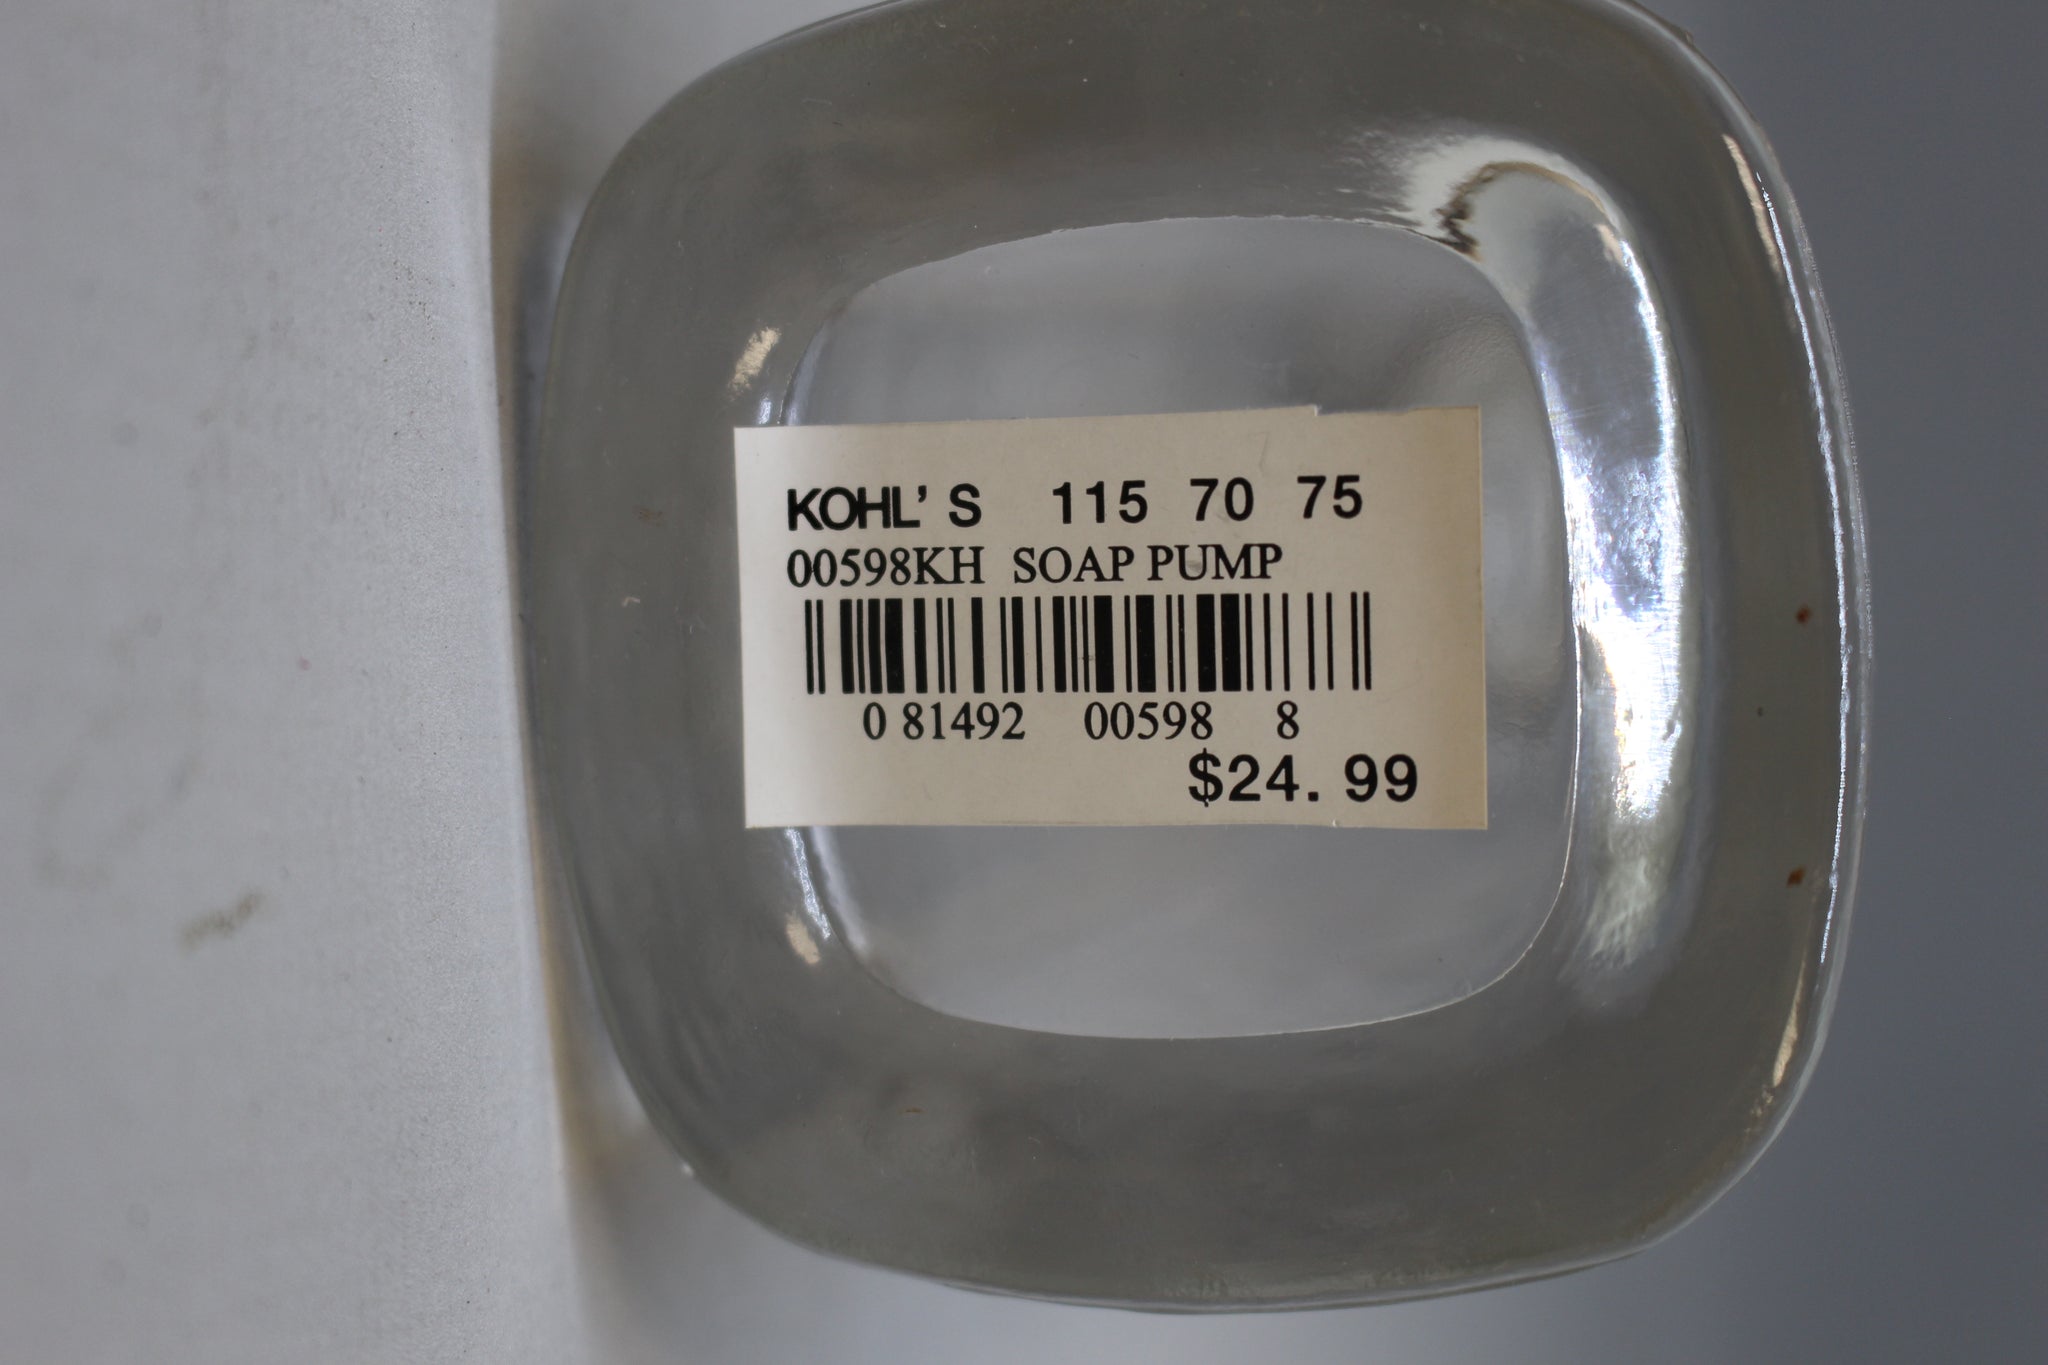 KOHL'S 115 70 75
00598KH SOAP PUMP
0 81492 00598 8
$24.99